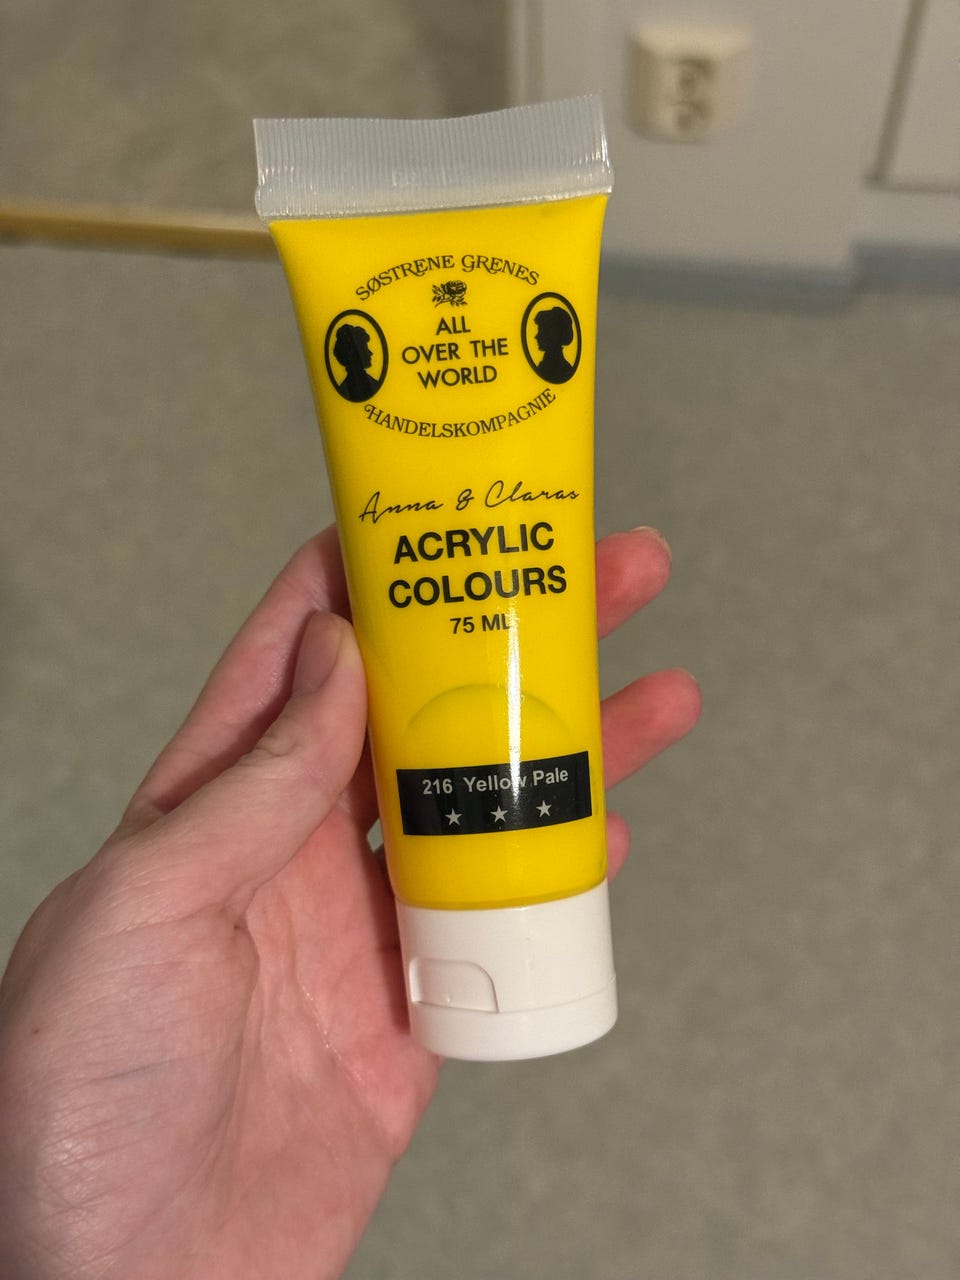 SØSTRENE GRENES
ALL
OVER THE
WORLD
HANDELSKOMPAGNIE
Anna & Claras
ACRYLIC
COLOURS
75 ML
216 Yellow Pale